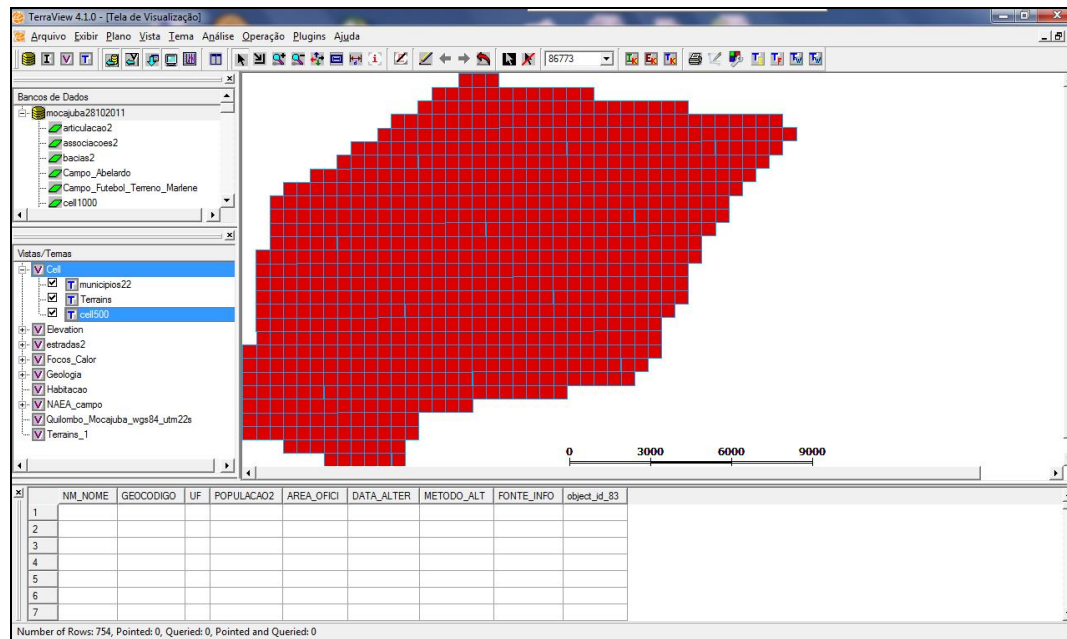 TerraView 4.1.0 - [Tela de Visualização]
Arquivo Exibir Plano Vista Tema Análise Operação Plugins Ajuda
86773
Bancos de Dados
mocajuba28102011
articulacao2
associacoes2
bacias2
Campo_Abelardo
Campo_Futebol_Terreno_Marlene
cell1000
Vistas/Temas
Cell
municipios22
Terrains
cell500
Elevation
estradas2
Focos_Calor
Geologia
Habitacao
NAEA_campo
Quilombo_Mocajuba_wgs84_utm22s
Terrains_1
0 3000 6000 9000
NM_NOME GEOCODIGO UF POPULACAO2 AREA_OFICI DATA_ALTER METODO_ALT FONTE_INFO object_id_83
1
2
3
4
5
6
7
Number of Rows: 754, Pointed: 0, Queried: 0, Pointed and Queried: 0